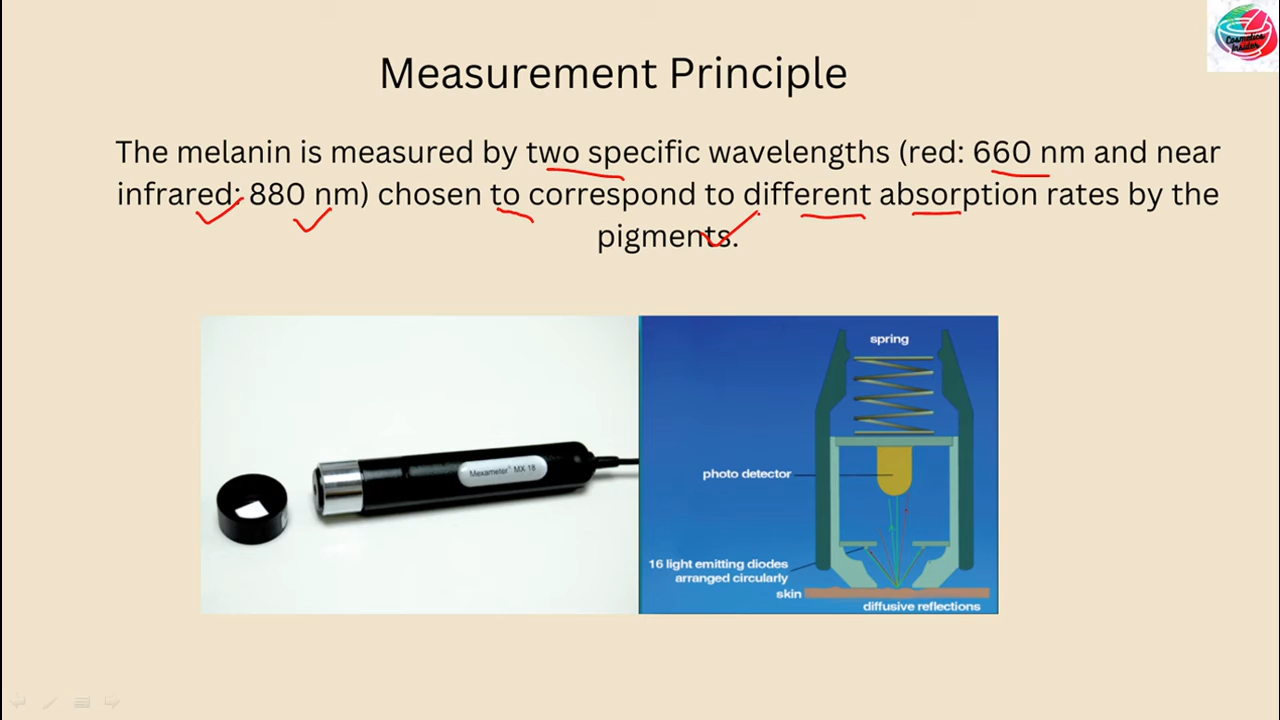 Cosmetics
Insider
Measurement Principle
The melanin is measured by two specific wavelengths (red: 660 nm and near
infrared: 880 nm) chosen to correspond to different absorption rates by the
pigments.
Mexameter® MX 18
spring
photo detector
16 light emitting diodes
arranged circularly
skin
diffusive reflections